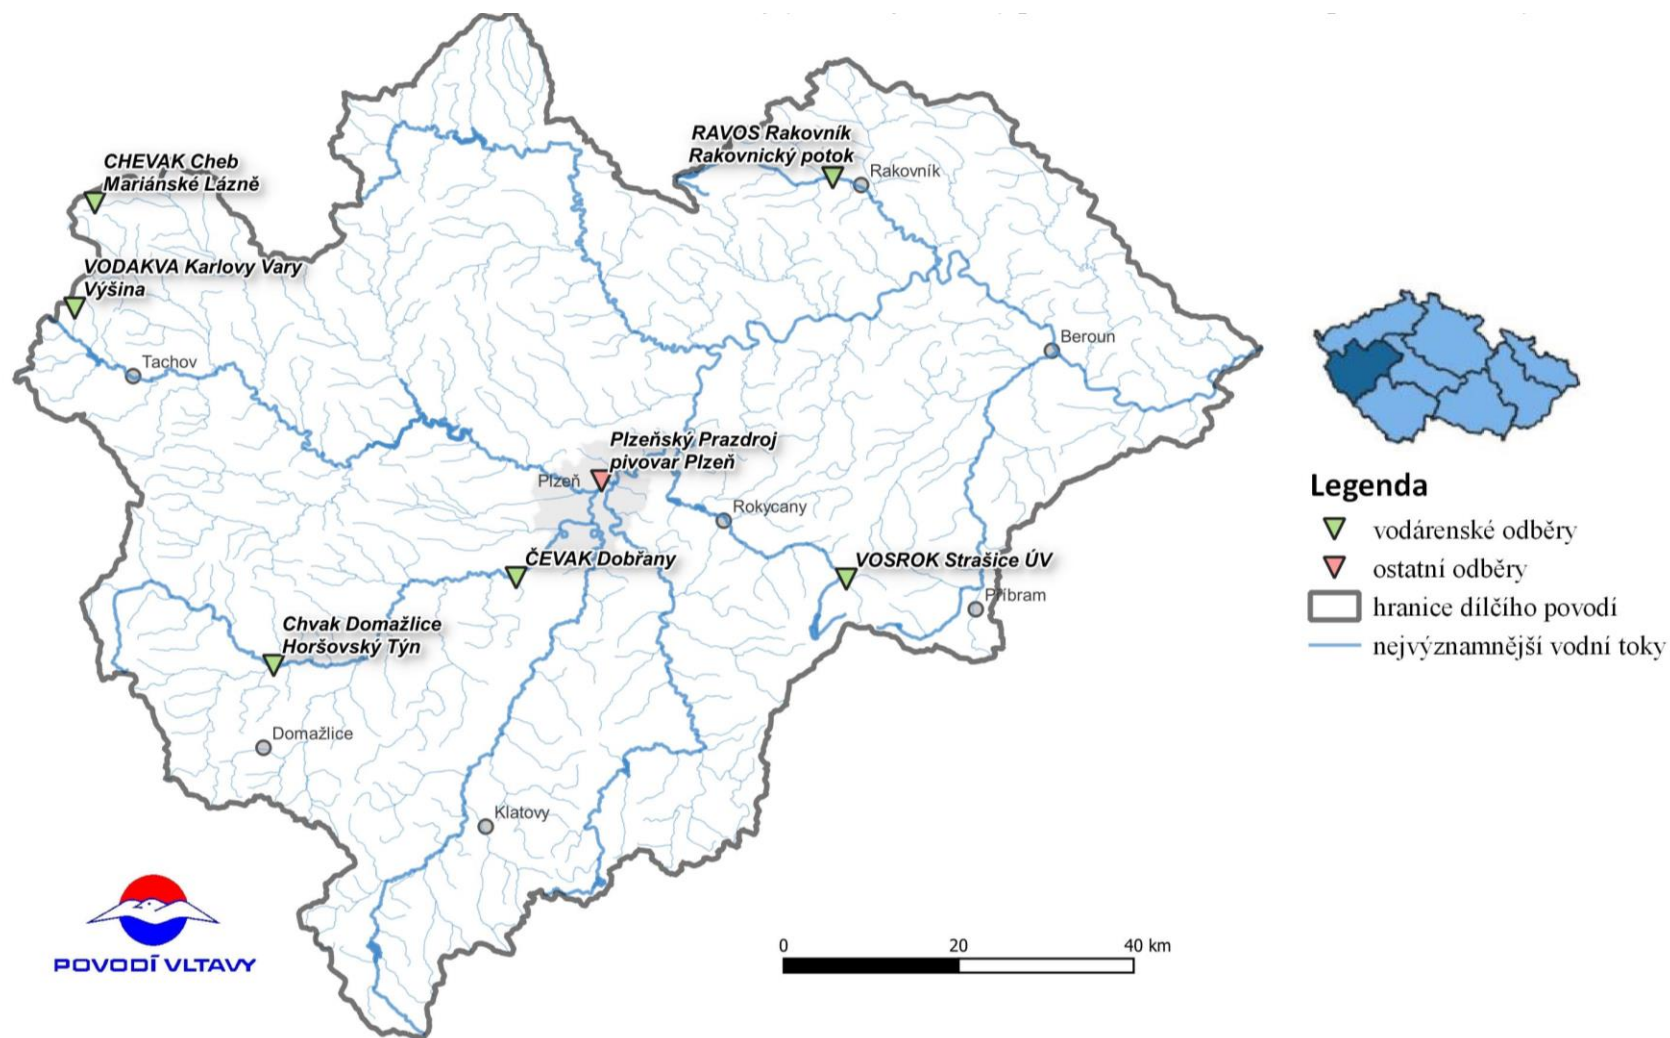 RAVOS Rakovník
Rakovnický potok
Rakovník
CHEVAK Cheb
Mariánské Lázně
VODAKVA Karlovy Vary
Výšina
Tachov
Beroun
Plzeňský Prazdroj
pivovar Plzeň
Plzeň
Rokycany
ČEVAK Dobřany
VOSROK Strašice ÚV
Příbram
Chvak Domažlice
Horšovský Týn
Domažlice
Klatovy
Legenda
vodárenské odběry
ostatní odběry
hranice dílčího povodí
nejvýznamnější vodní toky
POVODÍ VLTAVY
0 20 40 km